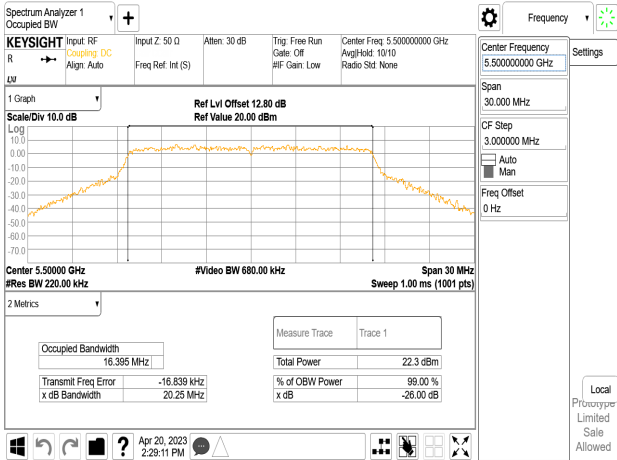 Spectrum Analyzer 1
Occupied BW
Frequency
KEYSIGHT
R
LXI
Input: RF
Coupling: DC
Align: Auto
Input Z: 50 Ω
Freq Ref: Int (S)
Atten: 30 dB
Trig: Free Run
Gate: Off
#IF Gain: Low
Center Freq: 5.500000000 GHz
Avg|Hold: 10/10
Radio Std: None
Center Frequency
5.500000000 GHz
Settings
Span
30.000 MHz
CF Step
3.000000 MHz
Auto
Man
Freq Offset
0 Hz
1 Graph
Scale/Div 10.0 dB
Ref Lvl Offset 12.80 dB
Ref Value 20.00 dBm
Log
10.0
0.00
-10.0
-20.0
-30.0
-40.0
-50.0
-60.0
-70.0
Center 5.50000 GHz
#Video BW 680.00 kHz
Span 30 MHz
#Res BW 220.00 kHz
Sweep 1.00 ms (1001 pts)
2 Metrics
Measure Trace Trace 1
Occupied Bandwidth
16.395 MHz
Total Power 22.3 dBm
Transmit Freq Error -16.839 kHz
% of OBW Power 99.00 %
x dB Bandwidth 20.25 MHz
x dB -26.00 dB
Local
Prototype
Limited
Sale
Allowed
?
Apr 20, 2023
2:29:11 PM